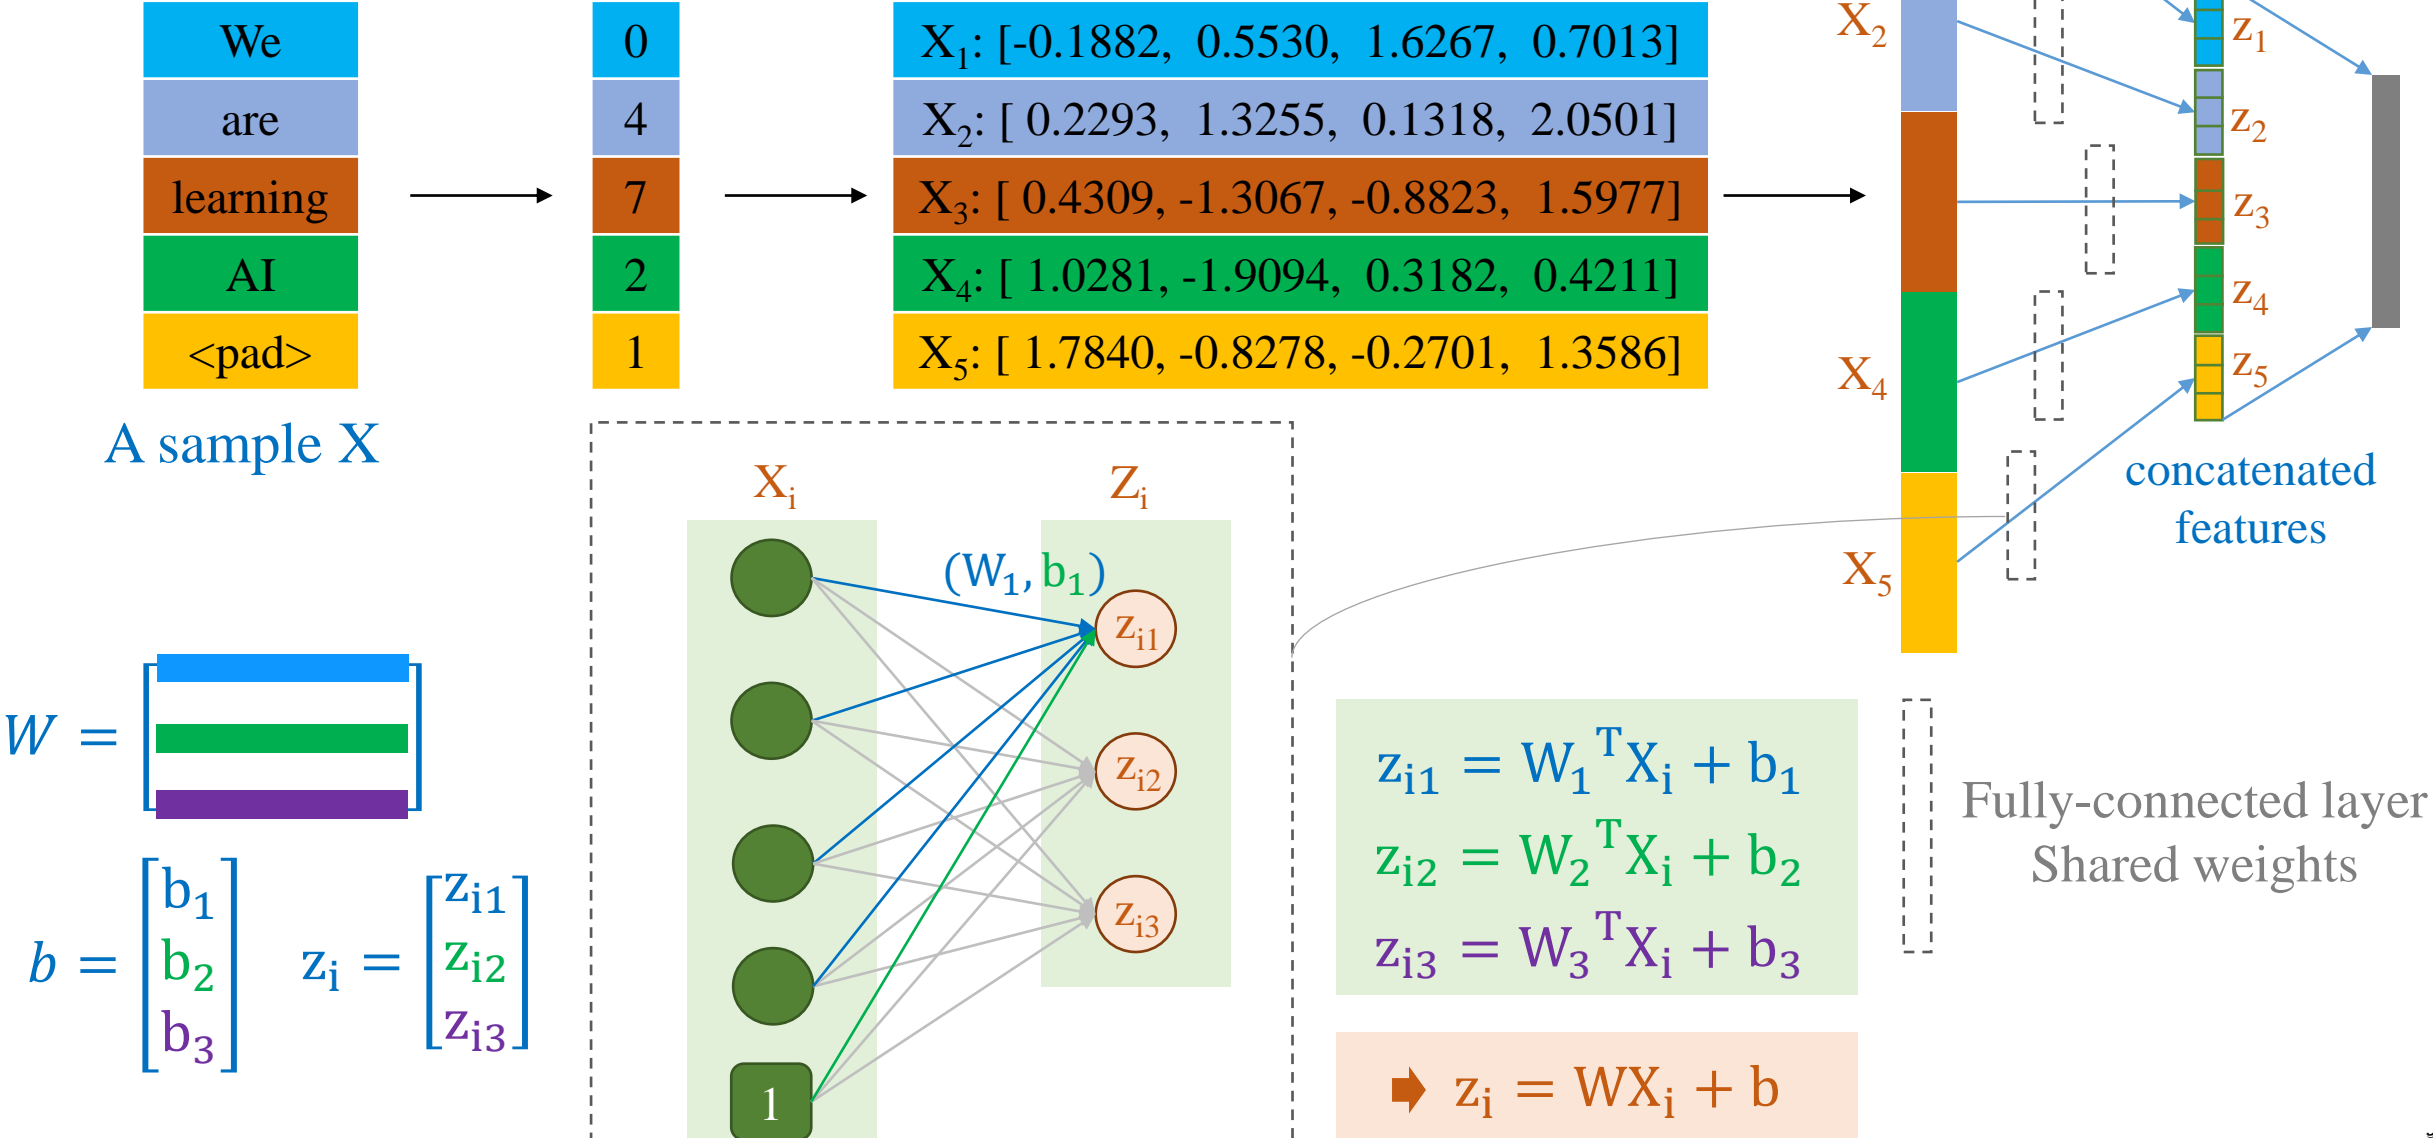 We 0 X₁: [-0.1882, 0.5530, 1.6267, 0.7013]
are 4 X₂: [ 0.2293, 1.3255, 0.1318, 2.0501]
learning 7 X₃: [ 0.4309, -1.3067, -0.8823, 1.5977]
AI 2 X₄: [ 1.0281, -1.9094, 0.3182, 0.4211]
<pad> 1 X₅: [ 1.7840, -0.8278, -0.2701, 1.3586]
A sample X
X₂
X₄
X₅
z₁
z₂
z₃
z₄
z₅
concatenated
features
Xᵢ Zᵢ
(W₁, b₁)
zᵢ₁
zᵢ₂
zᵢ₃
1
W =
b = [b₁ b₂ b₃]
zᵢ = [zᵢ₁ zᵢ₂ zᵢ₃]
zᵢ₁ = W₁ᵀXᵢ + b₁
zᵢ₂ = W₂ᵀXᵢ + b₂
zᵢ₃ = W₃ᵀXᵢ + b₃
zᵢ = WXᵢ + b
Fully-connected layer
Shared weights